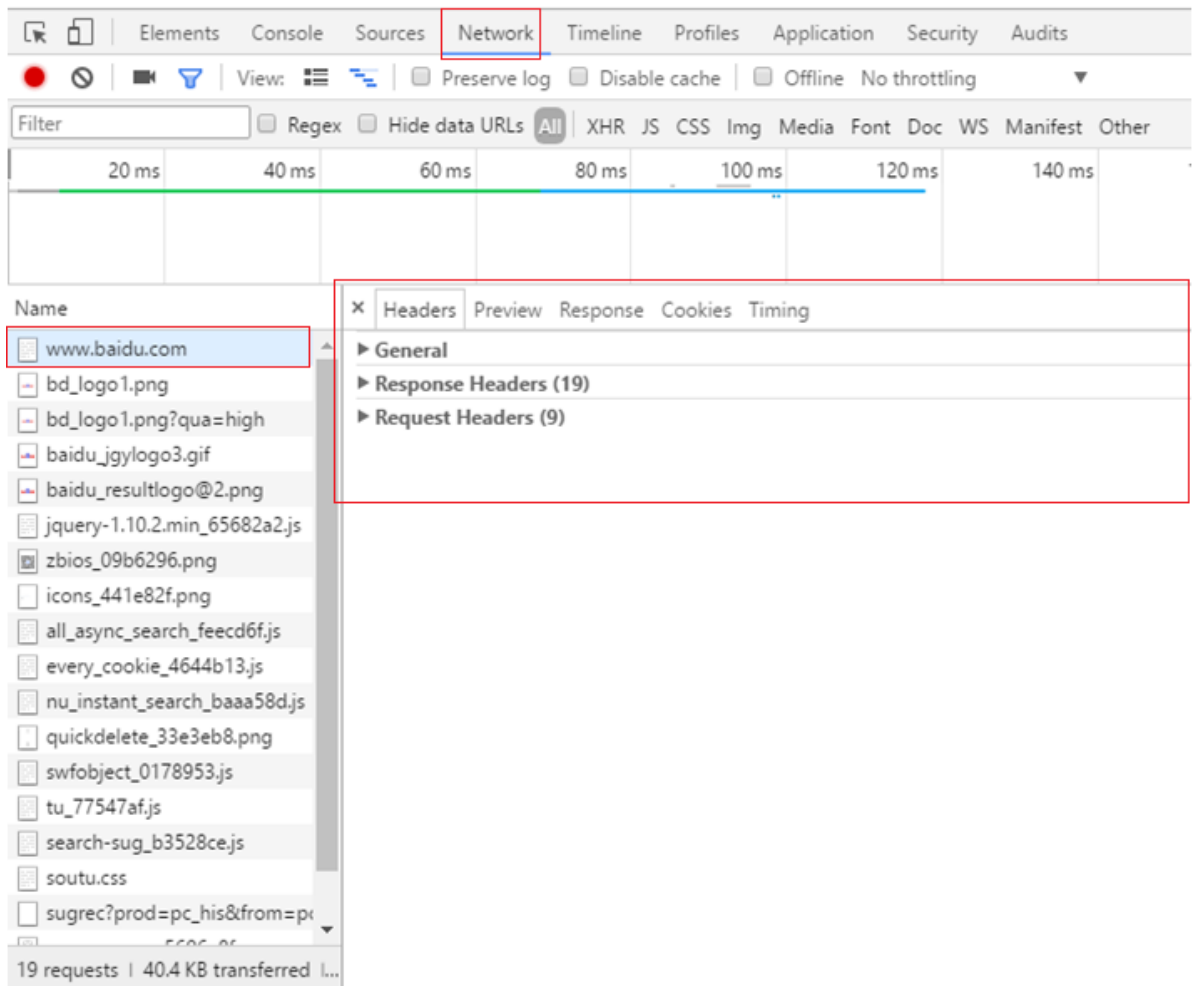 Elements Console Sources Network Timeline Profiles Application Security Audits
View: Preserve log Disable cache Offline No throttling
Filter Regex Hide data URLs All XHR JS CSS Img Media Font Doc WS Manifest Other
20 ms 40 ms 60 ms 80 ms 100 ms 120 ms 140 ms
Name
× Headers Preview Response Cookies Timing
www.baidu.com
General
bd_logo1.png
Response Headers (19)
bd_logo1.png?qua=high
Request Headers (9)
baidu_jgylogo3.gif
baidu_resultlogo@2.png
jquery-1.10.2.min_65682a2.js
zbios_09b6296.png
icons_441e82f.png
all_async_search_feecd6f.js
every_cookie_4644b13.js
nu_instant_search_baaa58d.js
quickdelete_33e3eb8.png
swfobject_0178953.js
tu_77547af.js
search-sug_b3528ce.js
soutu.css
sugrec?prod=pc_his&from=pc
19 requests | 40.4 KB transferred |...